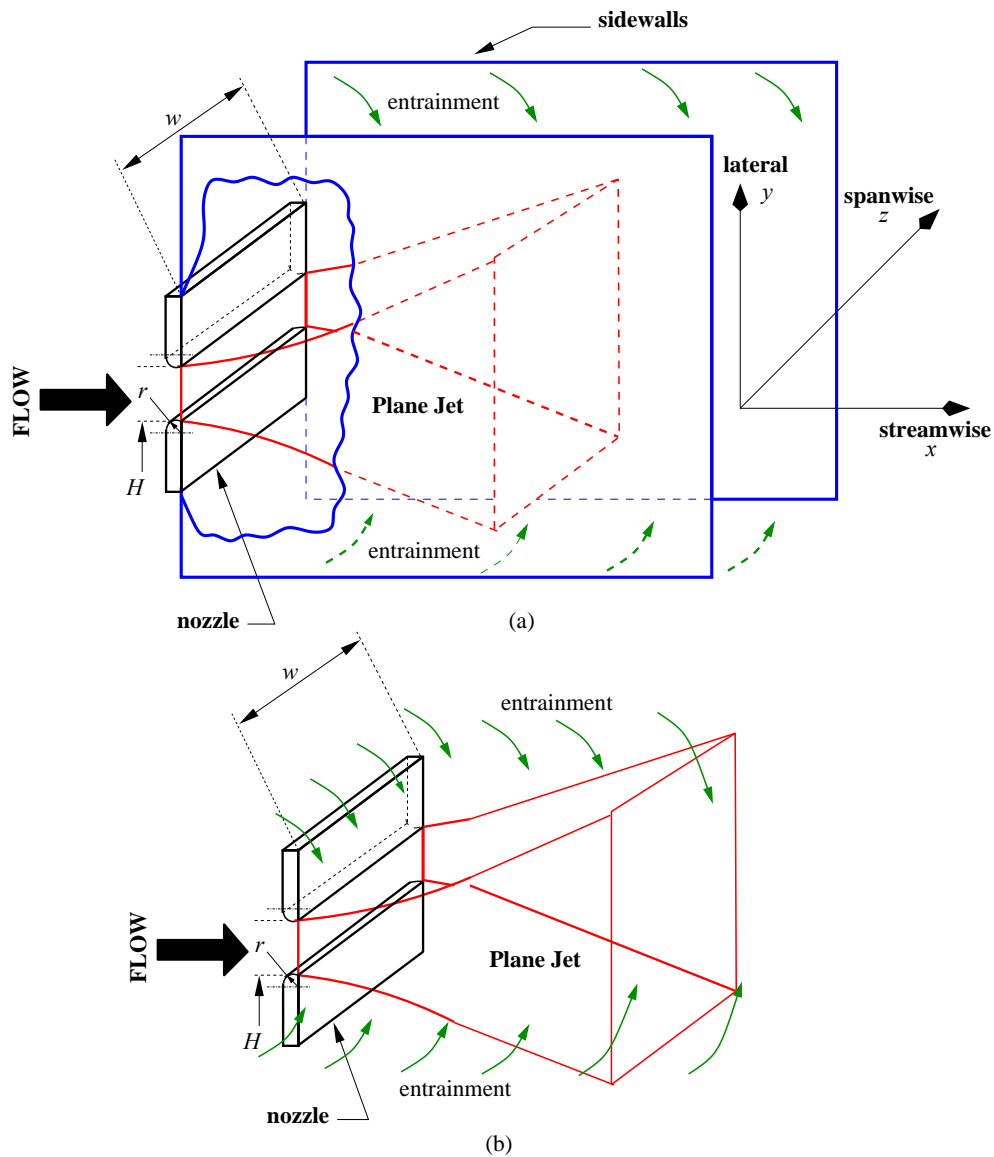 sidewalls
entrainment
w
lateral
y
spanwise
z
FLOW
r
H
Plane Jet
streamwise
x
entrainment
nozzle
(a)
w
entrainment
FLOW
r
H
Plane Jet
entrainment
nozzle
(b)